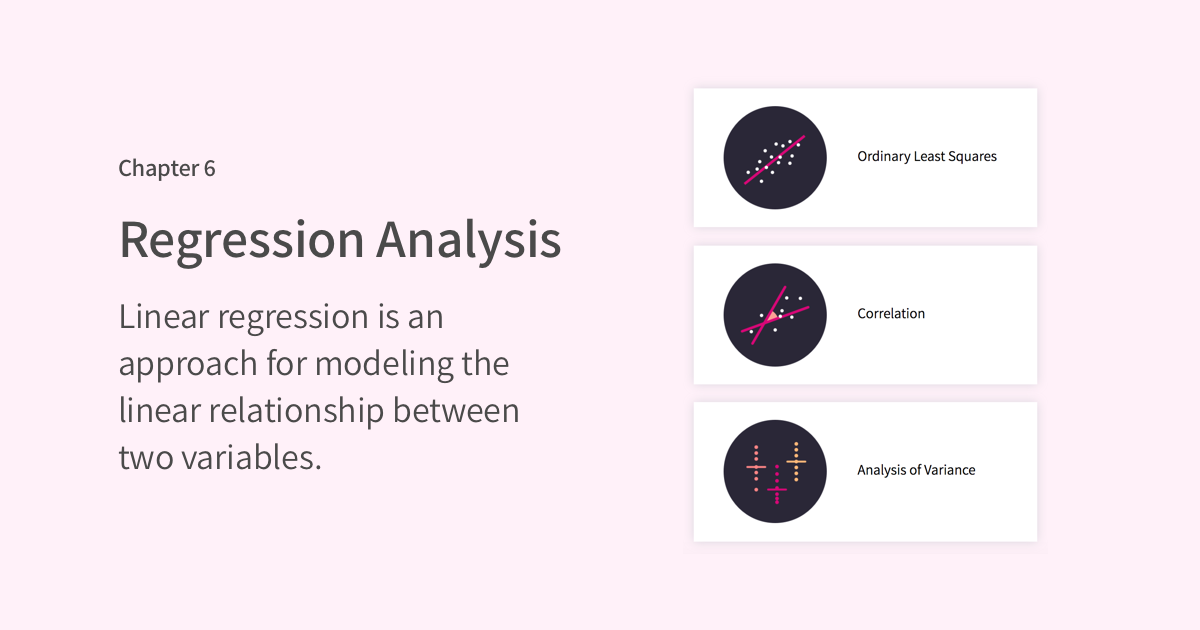 Chapter 6
Regression Analysis
Linear regression is an
approach for modeling the
linear relationship between
two variables.
Ordinary Least Squares
Correlation
Analysis of Variance